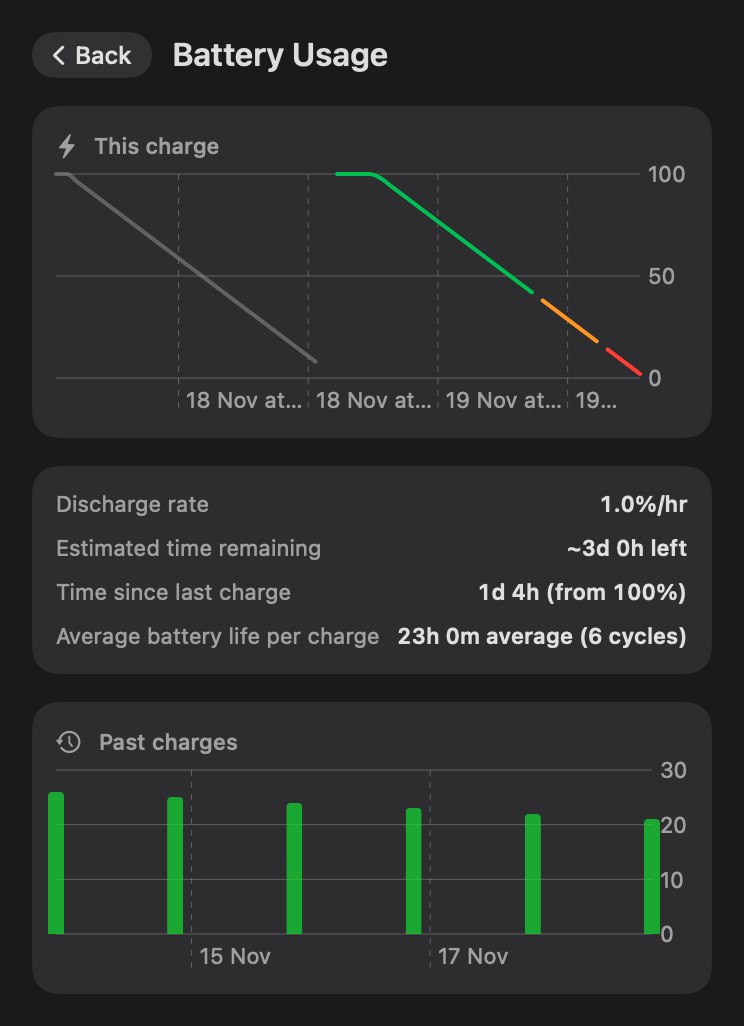 Back Battery Usage
This charge
100
50
0
18 Nov at... 18 Nov at... 19 Nov at... 19...
Discharge rate 1.0%/hr
Estimated time remaining ~3d 0h left
Time since last charge 1d 4h (from 100%)
Average battery life per charge 23h 0m average (6 cycles)
Past charges
30
20
10
0
15 Nov 17 Nov